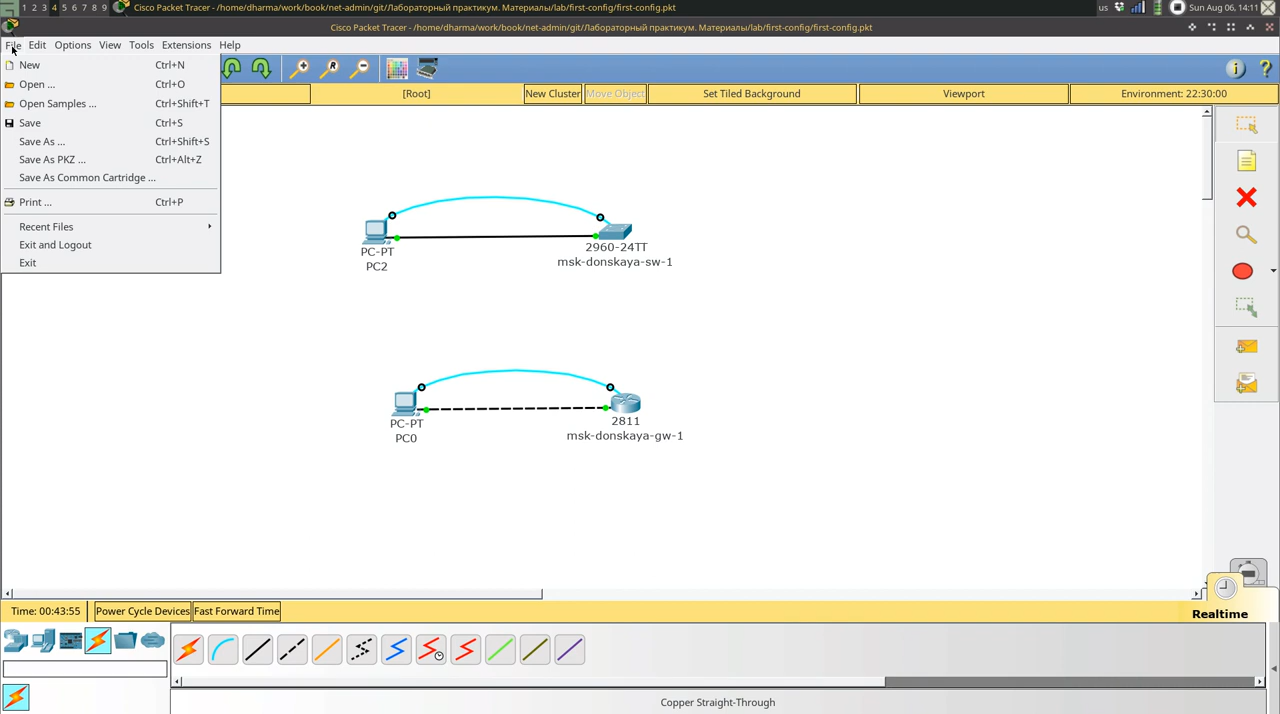 1 2 3 4 5 6 7 8 9 Cisco Packet Tracer - /home/dharma/work/book/net-admin/git/Лабораторный практикум. Материалы/lab/first-config/first-config.pkt us Sun Aug 06, 14:11
Cisco Packet Tracer - /home/dharma/work/book/net-admin/git/Лабораторный практикум. Материалы/lab/first-config/first-config.pkt
File Edit Options View Tools Extensions Help
New Ctrl+N
Open ... Ctrl+O
Open Samples ... Ctrl+Shift+T
Save Ctrl+S
Save As ... Ctrl+Shift+S
Save As PKZ ... Ctrl+Alt+Z
Save As Common Cartridge ...
Print ... Ctrl+P
Recent Files
Exit and Logout
Exit
[Root] New Cluster Move Object Set Tiled Background Viewport Environment: 22:30:00
PC-PT
PC2
2960-24TT
msk-donskaya-sw-1
PC-PT
PC0
2811
msk-donskaya-gw-1
Time: 00:43:55 Power Cycle Devices Fast Forward Time
Realtime
Copper Straight-Through